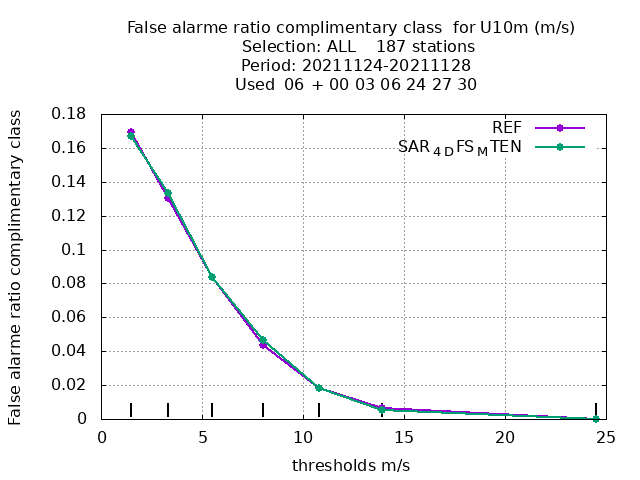 False alarme ratio complimentary class  for U10m (m/s)
Selection: ALL    187 stations
Period: 20211124-20211128
Used  06 + 00 03 06 24 27 30
False alarme ratio complimentary class
0.18
0.16
0.14
0.12
0.1
0.08
0.06
0.04
0.02
0
REF
SAR4DFSMTEN
0 5 10 15 20 25
thresholds m/s